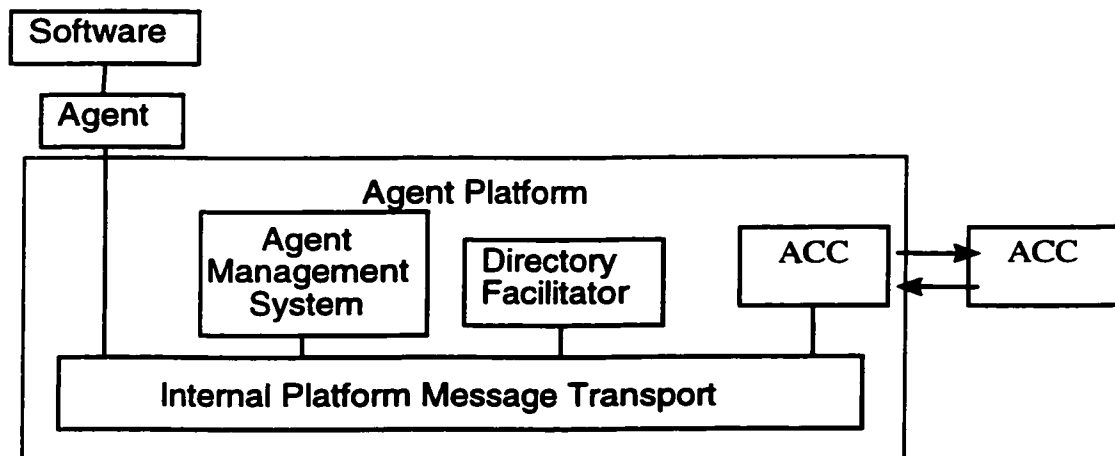 Software
Agent
Agent Platform
Agent
Management
System
Directory
Facilitator
ACC
ACC
Internal Platform Message Transport